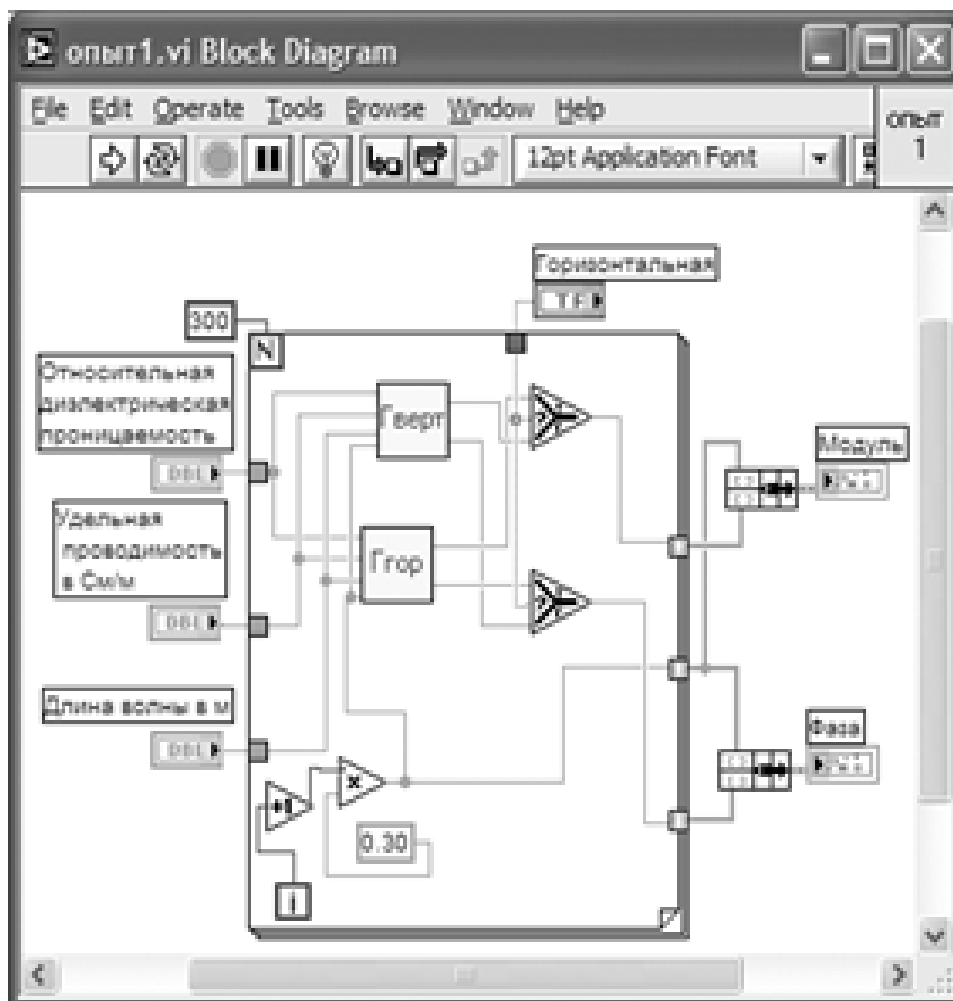 опыт1.vi Block Diagram
File Edit Operate Tools Browse Window Help
опыт
1
12pt Application Font
Горизонтальная
TF
300
N
Относительная
диэлектрическая
проницаемость
DBL
Гверт
Модуль
Удельная
проводимость
в См/м
DBL
Ггор
Длина волны в м
DBL
Фаза
0.30
i